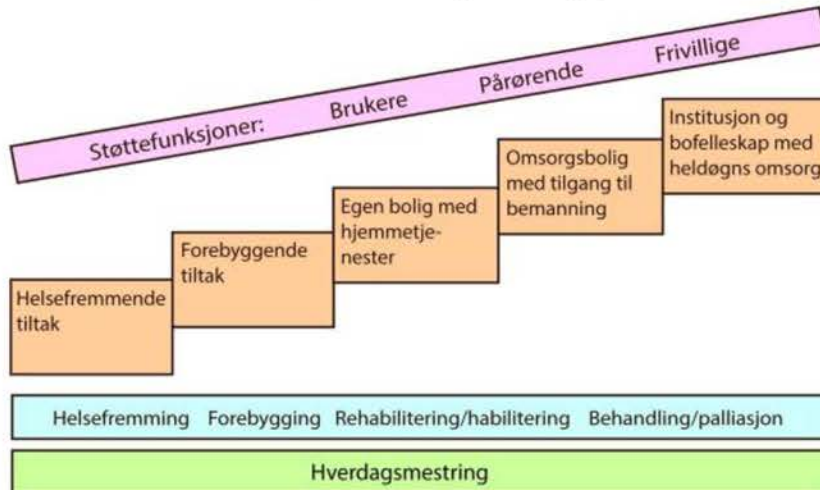 Støttefunksjoner: Brukere Pårørende Frivillige
Institusjon og
bofelleskap med
heldøgns omsorg
Omsorgsbolig
med tilgang til
bemanning
Egen bolig med
hjemmetje-
nester
Forebyggende
tiltak
Helsefremmende
tiltak
Helsefremming Forebygging Rehabilitering/habilitering Behandling/palliasjon
Hverdagsmestring